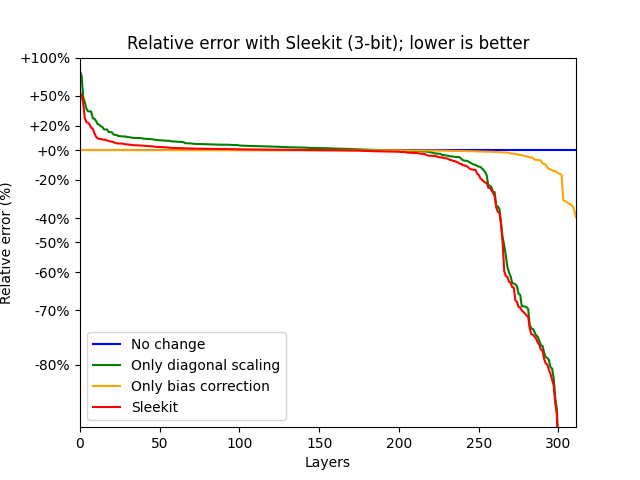 Relative error with Sleekit (3-bit); lower is better
+100%
+50%
+20%
+0%
-20%
-40%
-50%
-60%
-70%
-80%
Relative error (%)
No change
Only diagonal scaling
Only bias correction
Sleekit
0 50 100 150 200 250 300
Layers